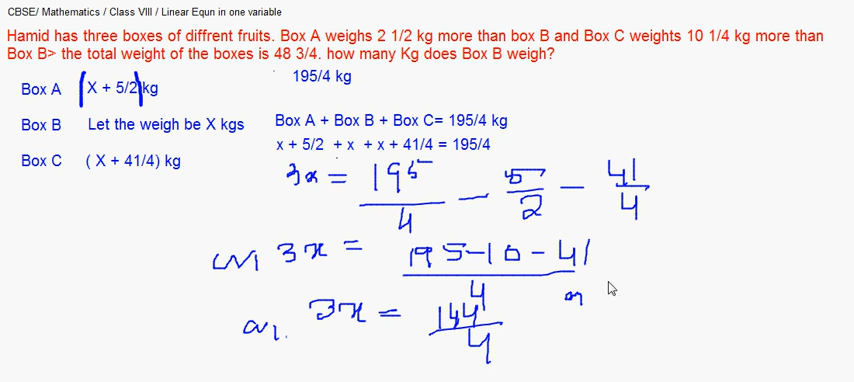 CBSE/ Mathematics / Class VIII / Linear Equn in one variable
Hamid has three boxes of diffrent fruits. Box A weighs 2 1/2 kg more than box B and Box C weights 10 1/4 kg more than
Box B> the total weight of the boxes is 48 3/4. how many Kg does Box B weigh?
195/4 kg
Box A (X + 5/2) kg
Box B Let the weigh be X kgs
Box A + Box B + Box C= 195/4 kg
x + 5/2 + x + x + 41/4 = 195/4
Box C ( X + 41/4) kg
3x = 195/4 - 5/2 - 41/4
or 3x = 195-10-41/4
or
or. 3x = 144/4